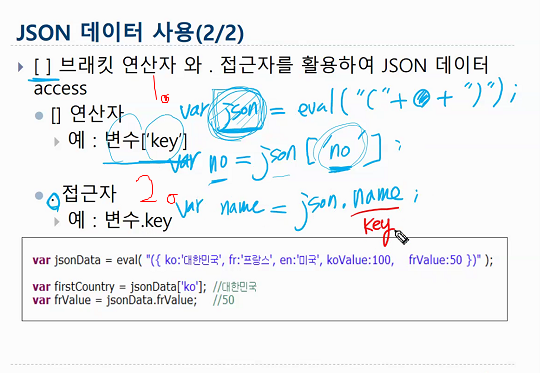 JSON 데이터 사용(2/2)
[ ] 브래킷 연산자 와 . 접근자를 활용하여 JSON 데이터
access
1.
var json = eval("(" + + ")");
[] 연산자
예 : 변수['key']
var no = json ['no'];
.접근자
2.
var name = json.name;
예 : 변수.key
key
var jsonData = eval( "({ ko:'대한민국', fr:'프랑스', en:'미국', koValue:100, frValue:50 })" );
var firstCountry = jsonData['ko']; //대한민국
var frValue = jsonData.frValue; //50